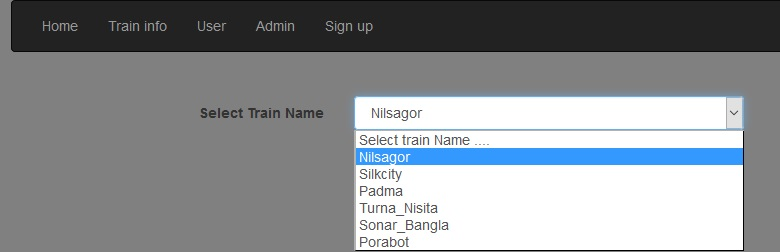 Home Train info User Admin Sign up
Select Train Name Nilsagor
Select train Name ....
Nilsagor
Silkcity
Padma
Turna_Nisita
Sonar_Bangla
Porabot